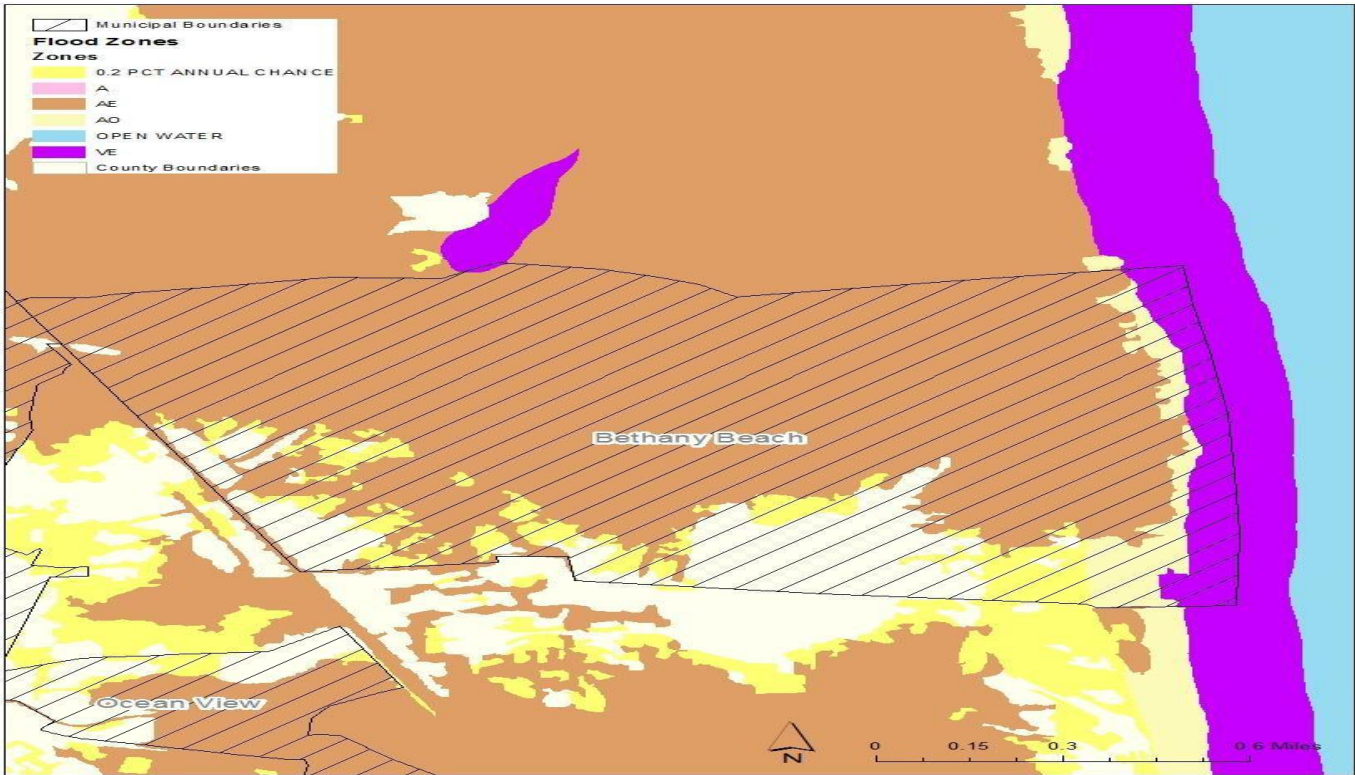 Municipal Boundaries
Flood Zones
Zones
0.2 PCT ANNUAL CHANCE
A
AE
AO
OPEN WATER
VE
County Boundaries
Bethany Beach
Ocean View
N
0 0.15 0.3 0.6 Miles